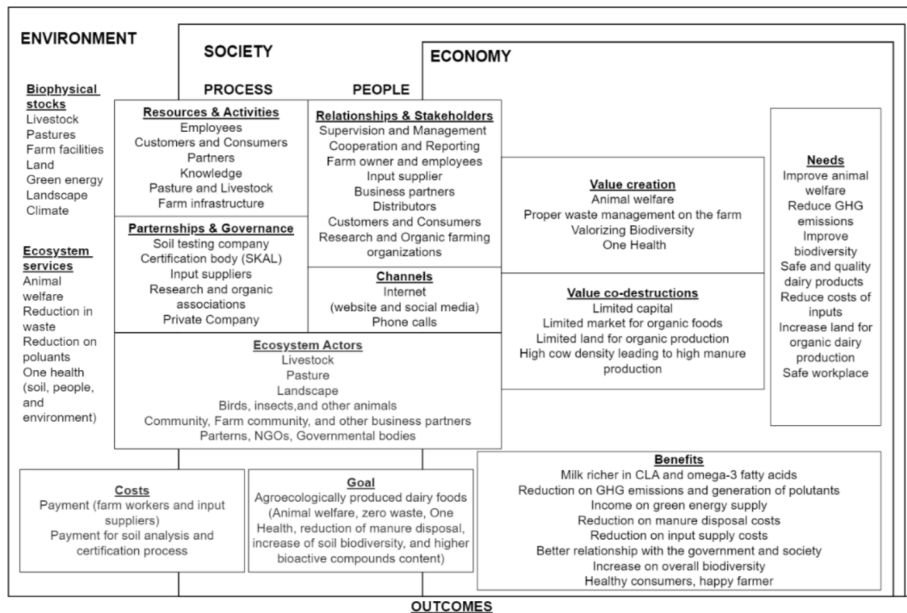 ENVIRONMENT
SOCIETY
ECONOMY
PROCESS
PEOPLE
Biophysical
stocks
Livestock
Pastures
Farm facilities
Land
Green energy
Landscape
Climate
Ecosystem
services
Animal
welfare
Reduction in
waste
Reduction on
poluants
One health
(soil, people,
and
environment)
Resources & Activities
Employees
Customers and Consumers
Partners
Knowledge
Pasture and Livestock
Farm infrastructure
Parternships & Governance
Soil testing company
Certification body (SKAL)
Input suppliers
Research and organic
associations
Private Company
Relationships & Stakeholders
Supervision and Management
Cooperation and Reporting
Farm owner and employees
Input supplier
Business partners
Distributors
Customers and Consumers
Research and Organic farming
organizations
Channels
Internet
(website and social media)
Phone calls
Ecosystem Actors
Livestock
Pasture
Landscape
Birds, insects,and other animals
Community, Farm community, and other business partners
Parterns, NGOs, Governmental bodies
Value creation
Animal welfare
Proper waste management on the farm
Valorizing Biodiversity
One Health
Value co-destructions
Limited capital
Limited market for organic foods
Limited land for organic production
High cow density leading to high manure
production
Needs
Improve animal
welfare
Reduce GHG
emissions
Improve
biodiversity
Safe and quality
dairy products
Reduce costs of
inputs
Increase land for
organic dairy
production
Safe workplace
Costs
Payment (farm workers and input
suppliers)
Payment for soil analysis and
certification process
Goal
Agroecologically produced dairy foods
(Animal welfare, zero waste, One
Health, reduction of manure disposal,
increase of soil biodiversity, and higher
bioactive compounds content)
Benefits
Milk richer in CLA and omega-3 fatty acids
Reduction on GHG emissions and generation of polutants
Income on green energy supply
Reduction on manure disposal costs
Reduction on input supply costs
Better relationship with the government and society
Increase on overall biodiversity
Healthy consumers, happy farmer
OUTCOMES